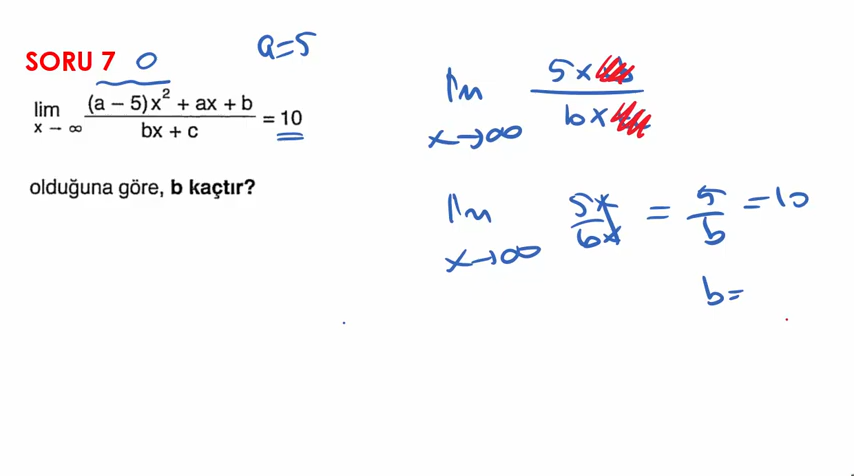 SORU 7 0
a=5
lim (a – 5)x² + ax + b = 10
x → ∞ bx + c
olduğuna göre, b kaçtır?
lim 5x
x→∞ bx
lim 5x = 5 = 10
x→∞ bx b
b=